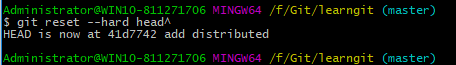 Administrator@WIN10-811271706 MINGW64 /f/Git/learngit (master)
$ git reset --hard head^
HEAD is now at 41d7742 add distributed
Administrator@WIN10-811271706 MINGW64 /f/Git/learngit (master)